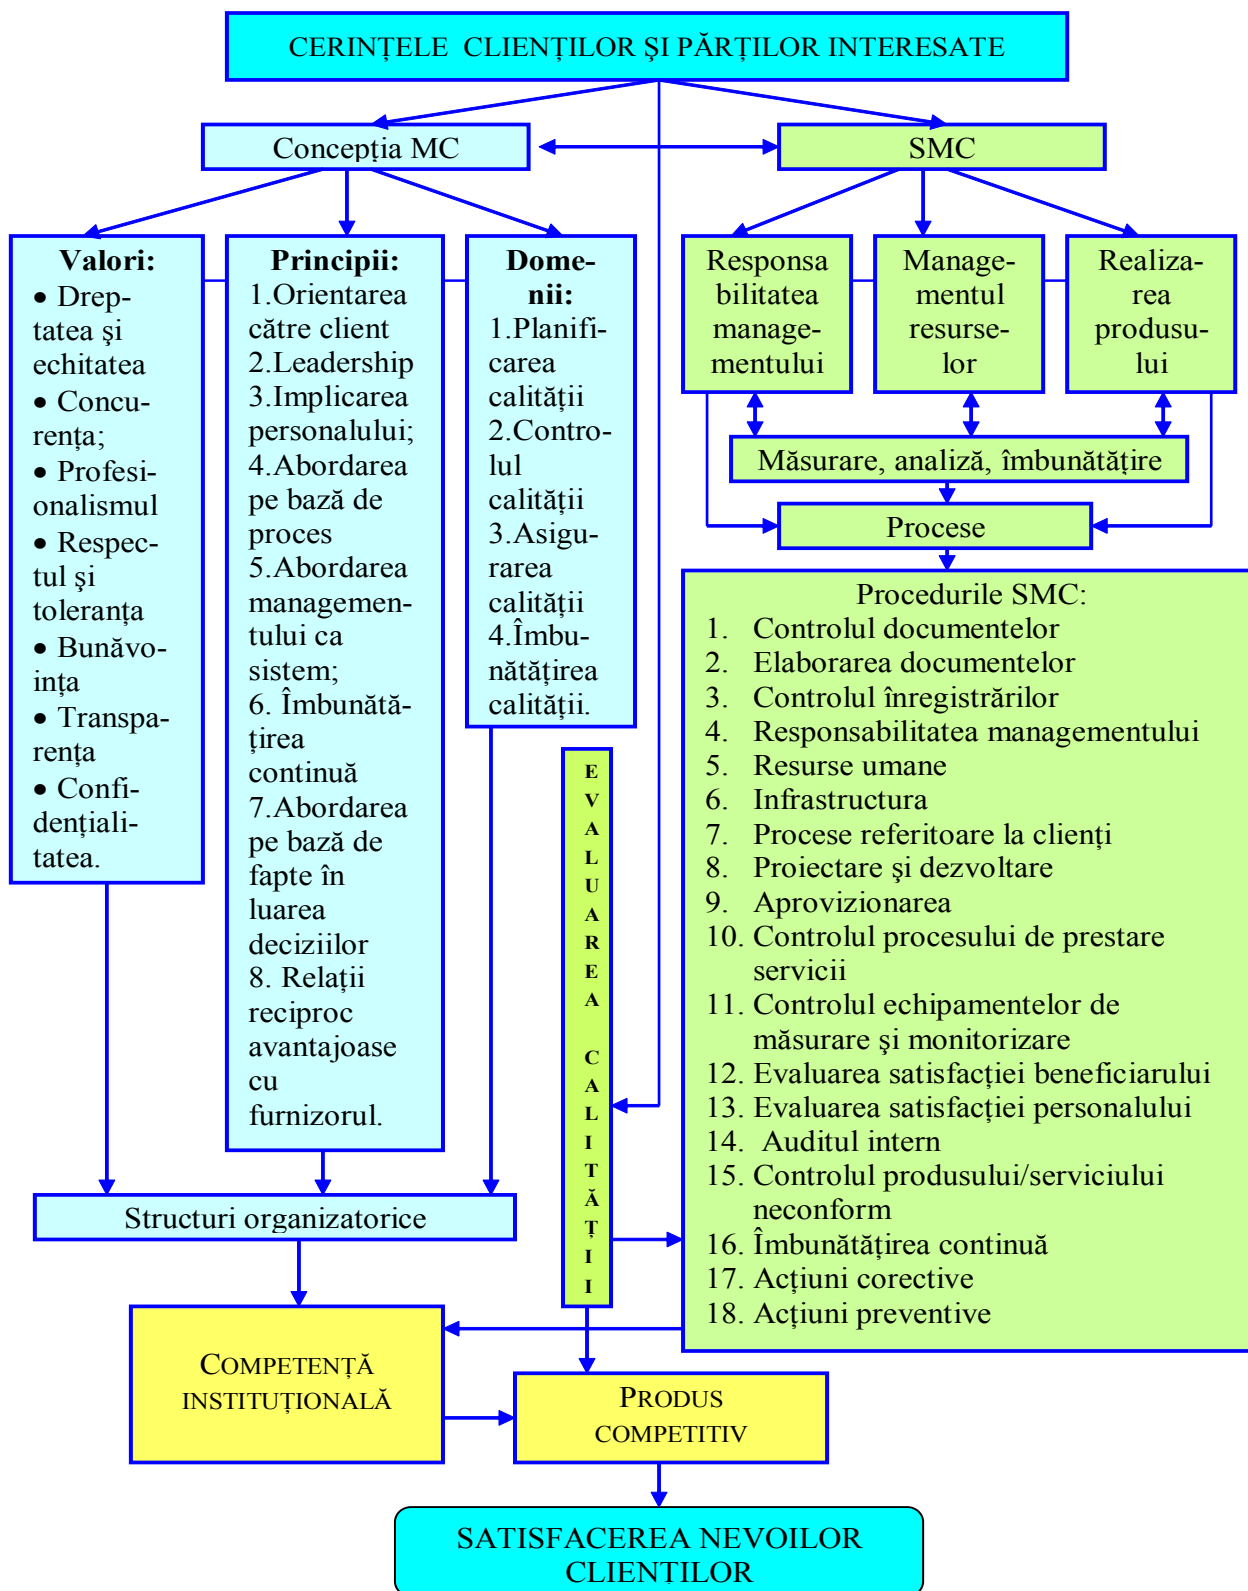 CERINȚELE CLIENȚILOR ŞI PĂRȚILOR INTERESATE
Concepția MC
SMC
Valori:
• Drep-
tatea şi
echitatea
• Concu-
rența;
• Profesi-
onalismul
• Respec-
tul şi
toleranța
• Bunăvo-
ința
• Transpa-
rența
• Confi-
dențiali-
tatea.
Principii:
1.Orientarea
către client
2.Leadership
3.Implicarea
personalului;
4.Abordarea
pe bază de
proces
5.Abordarea
managemen-
tului ca
sistem;
6. Îmbunătă-
țirea
continuă
7.Abordarea
pe bază de
fapte în
luarea
deciziilor
8. Relații
reciproc
avantajoase
cu
furnizorul.
Dome-
nii:
1.Planifi-
carea
calității
2.Contro-
lul
calității
3.Asigu-
rarea
calității
4.Îmbu-
nătățirea
calității.
Responsa
bilitatea
manage-
mentului
Manage-
mentul
resurse-
lor
Realiza-
rea
produsu-
lui
Măsurare, analiză, îmbunătățire
Procese
Procedurile SMC:
1. Controlul documentelor
2. Elaborarea documentelor
3. Controlul înregistrărilor
4. Responsabilitatea managementului
5. Resurse umane
6. Infrastructura
7. Procese referitoare la clienți
8. Proiectare şi dezvoltare
9. Aprovizionarea
10. Controlul procesului de prestare
servicii
11. Controlul echipamentelor de
măsurare şi monitorizare
12. Evaluarea satisfacției beneficiarului
13. Evaluarea satisfacției personalului
14. Auditul intern
15. Controlul produsului/serviciului
neconform
16. Îmbunătățirea continuă
17. Acțiuni corective
18. Acțiuni preventive
EVALUAREA CALITĂȚII
Structuri organizatorice
COMPETENȚĂ
INSTITUȚIONALĂ
PRODUS
COMPETITIV
SATISFACEREA NEVOILOR
CLIENȚILOR